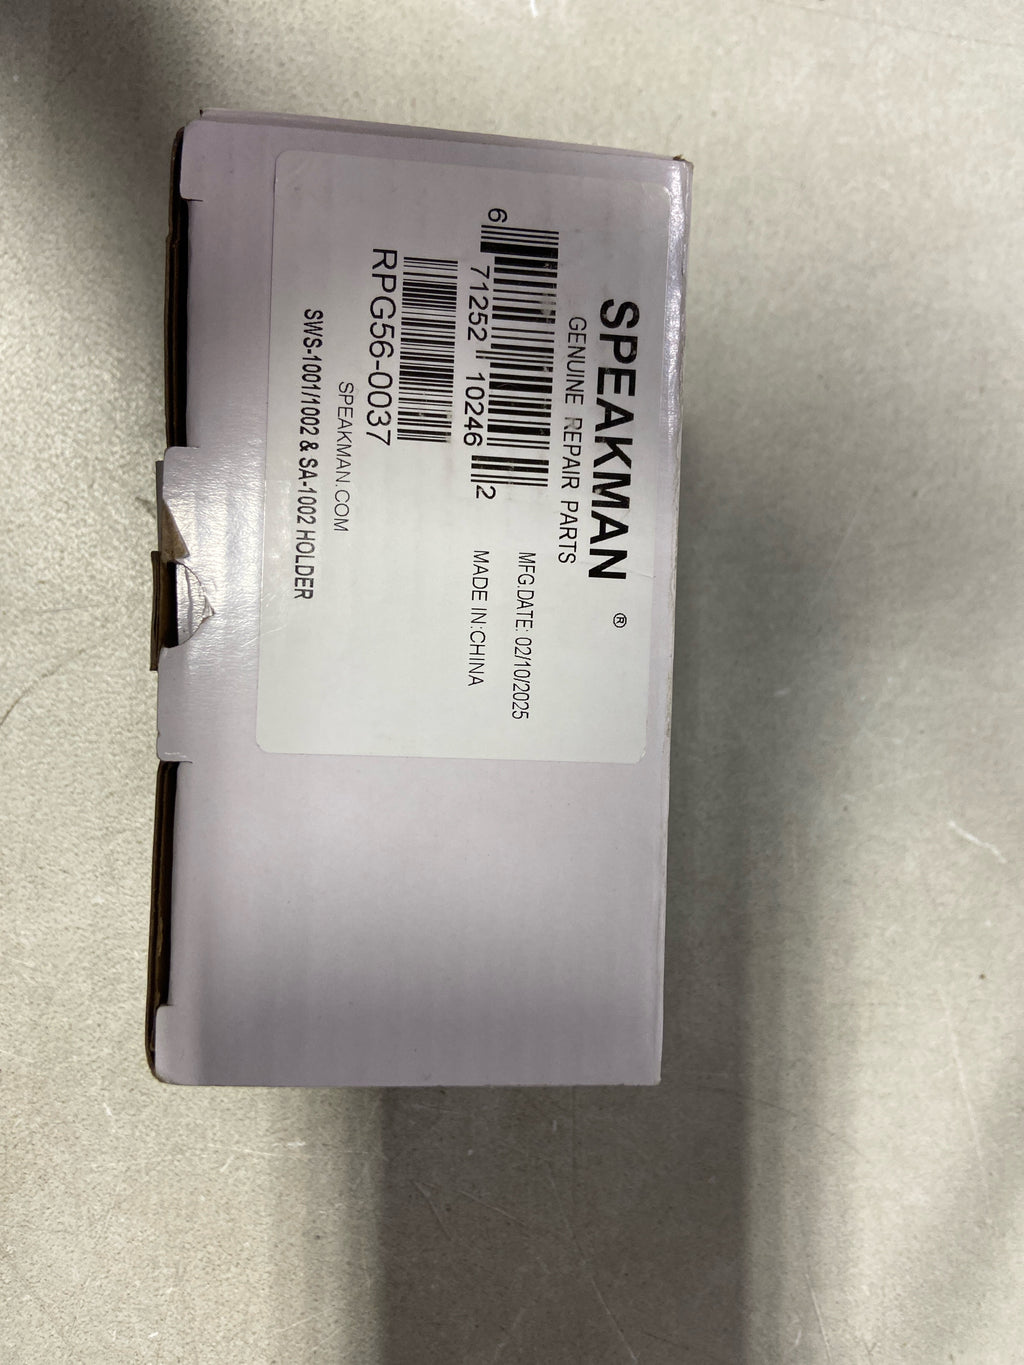 SPEAKMAN®
GENUINE REPAIR PARTS
6 71252 10246 2
MFG.DATE: 02/10/2025
MADE IN:CHINA
RPG56-0037
SPEAKMAN.COM
SWS-1001/1002 & SA-1002 HOLDER